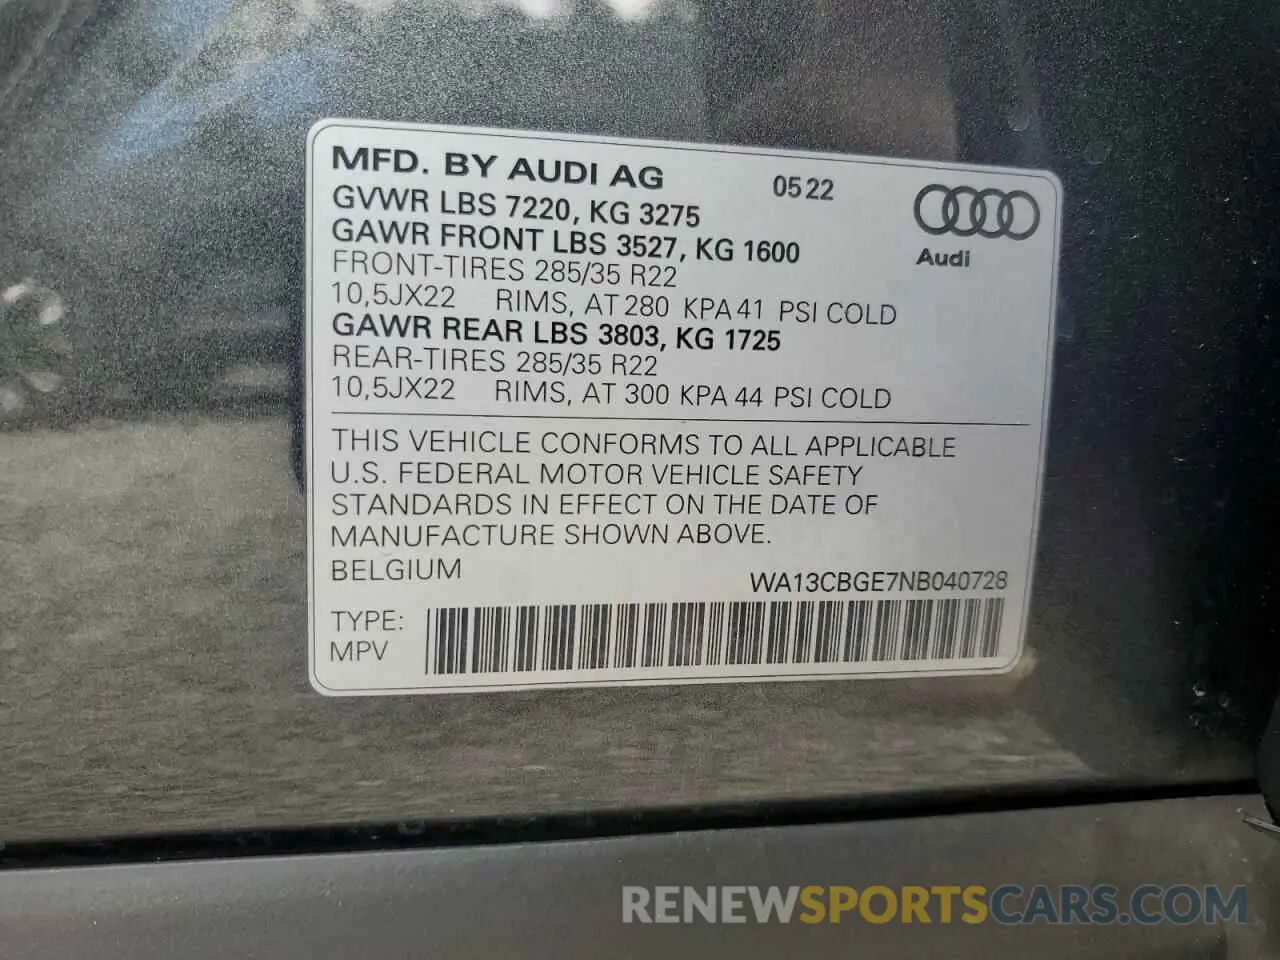 MFD. BY AUDI AG 0522
GVWR LBS 7220, KG 3275
GAWR FRONT LBS 3527, KG 1600
Audi
FRONT-TIRES 285/35 R22
10,5JX22 RIMS, AT 280 KPA 41 PSI COLD
GAWR REAR LBS 3803, KG 1725
REAR-TIRES 285/35 R22
10,5JX22 RIMS, AT 300 KPA 44 PSI COLD
THIS VEHICLE CONFORMS TO ALL APPLICABLE
U.S. FEDERAL MOTOR VEHICLE SAFETY
STANDARDS IN EFFECT ON THE DATE OF
MANUFACTURE SHOWN ABOVE.
BELGIUM
WA13CBGE7NB040728
TYPE:
MPV
RENEWSPORTSCARS.COM